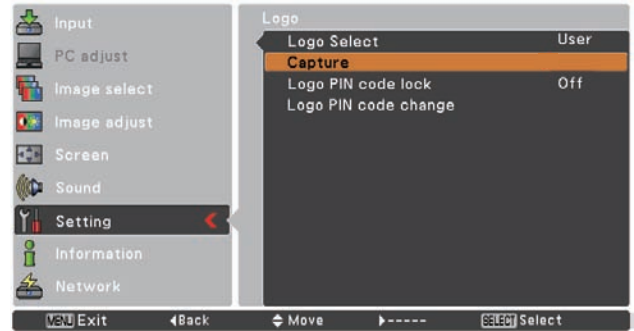 Input
PC adjust
Image select
Image adjust
Screen
Sound
Setting
Information
Network
Logo
Logo Select User
Capture
Logo PIN code lock Off
Logo PIN code change
MENU Exit Back Move ----- SELECT Select